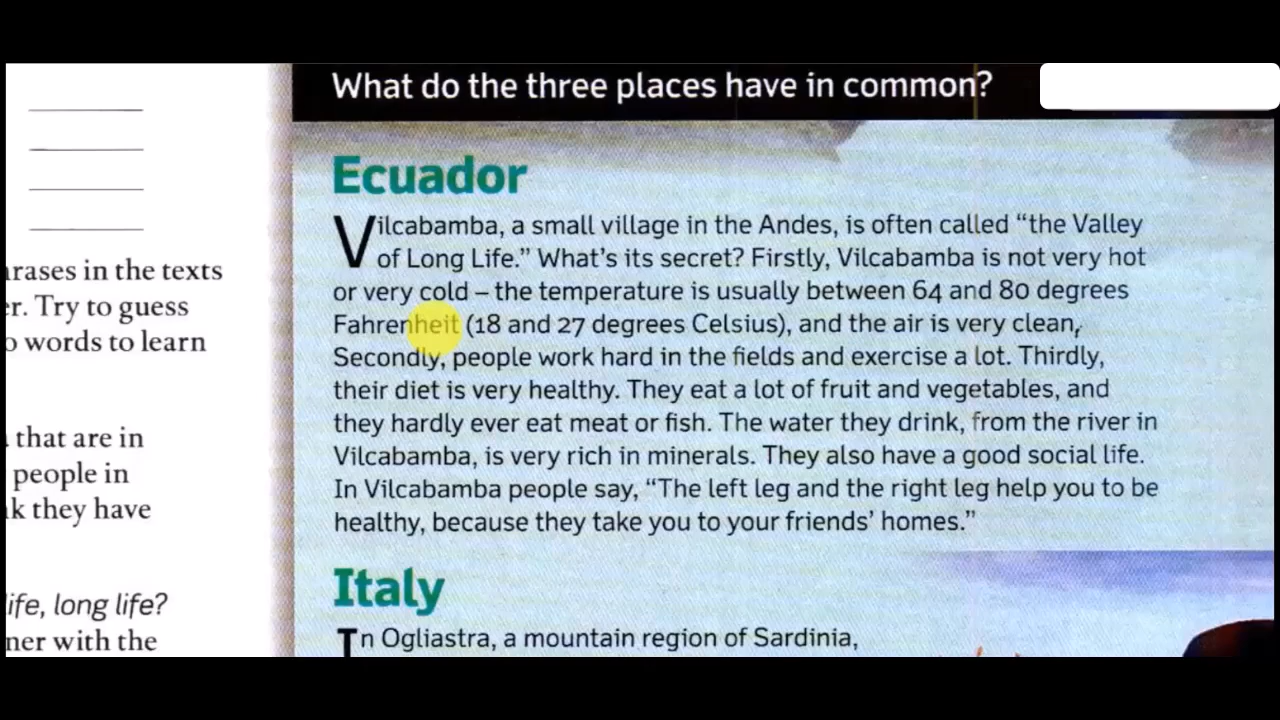 What do the three places have in common?
rases in the texts
r. Try to guess
words to learn
that are in
people in
k they have
ife, long life?
ner with the
Ecuador
Vilcabamba, a small village in the Andes, is often called “the Valley
of Long Life.” What’s its secret? Firstly, Vilcabamba is not very hot
or very cold – the temperature is usually between 64 and 80 degrees
Fahrenheit (18 and 27 degrees Celsius), and the air is very clean,
Secondly, people work hard in the fields and exercise a lot. Thirdly,
their diet is very healthy. They eat a lot of fruit and vegetables, and
they hardly ever eat meat or fish. The water they drink, from the river in
Vilcabamba, is very rich in minerals. They also have a good social life.
In Vilcabamba people say, “The left leg and the right leg help you to be
healthy, because they take you to your friends’ homes.”
Italy
In Ogliastra, a mountain region of Sardinia,